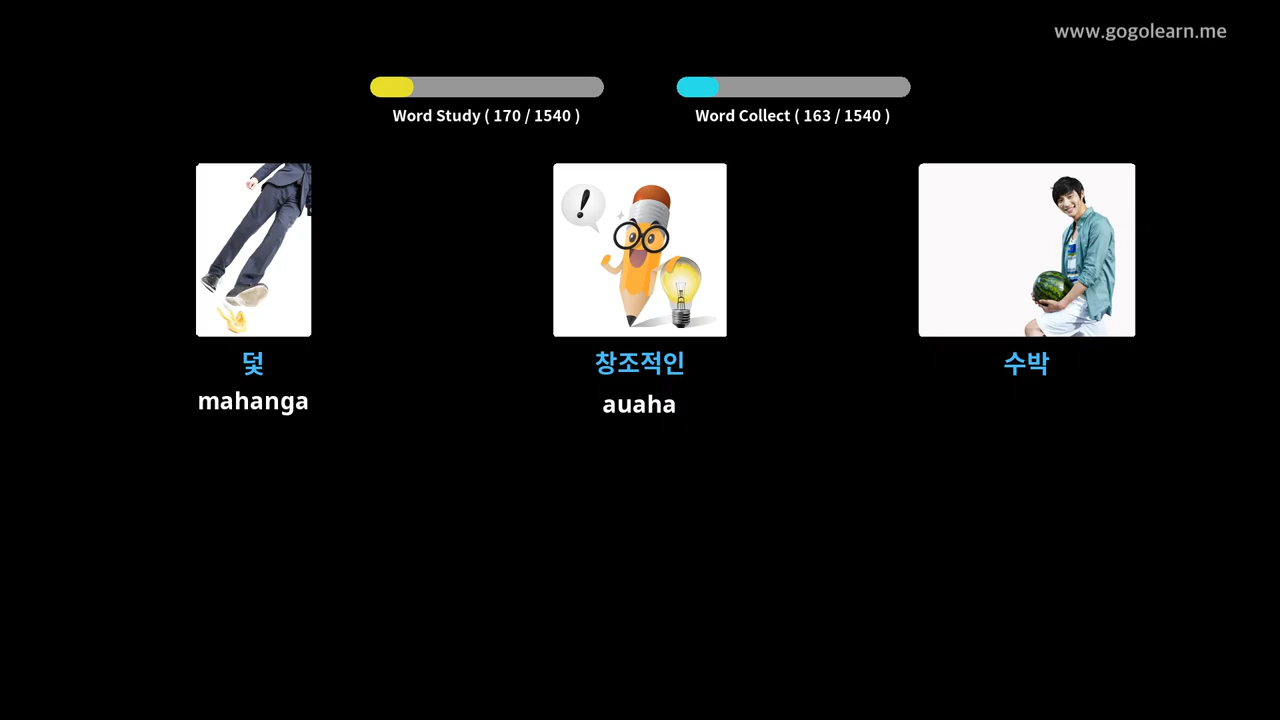 www.gogolearn.me
Word Study ( 170 / 1540 )
Word Collect ( 163 / 1540 )
덫
창조적인
수박
mahanga
auaha